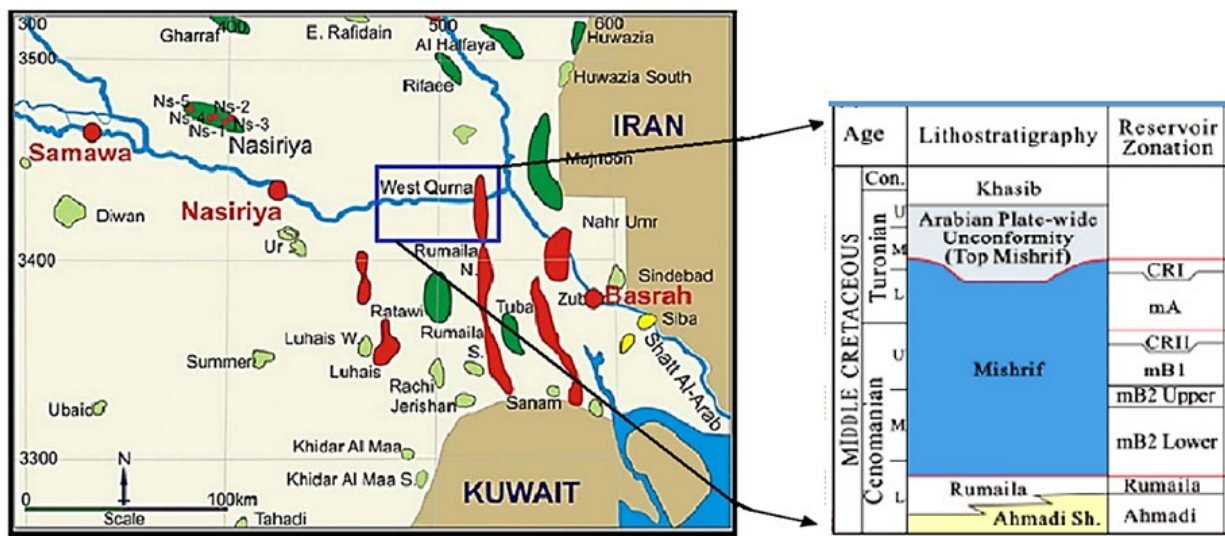 300
400
500
600
Gharraf
E. Rafidain
Al Halfaya
Huwazia
3500
Rifaee
Huwazia South
Ns-5
Ns-2
Ns-4
Ns-3
Ns-1
Nasiriya
IRAN
Samawa
Majnoon
West Qurna
Nasiriya
Diwan
Nahr Umr
Ur
Rumaila
N.
3400
Sindebad
Zub
Basrah
Ratawi
Tuba
Siba
Rumaila
S.
Luhais W.
Summer
Luhais
Shatt Al-Arab
Rachi
Jerishan
Sanam
Ubaid
Khidar Al Maa
3300
N
Khidar Al Maa S.
KUWAIT
0
100km
Scale
Tahadi
Age
Lithostratigraphy
Reservoir
Zonation
MIDDLE CRETACEOUS
Con.
Khasib
Turonian
U
M
L
Arabian Plate-wide
Unconformity
(Top Mishrif)
CRI
mA
CRII
Cenomanian
U
M
L
Mishrif
mB1
mB2 Upper
mB2 Lower
Rumaila
Rumaila
Ahmadi Sh.
Ahmadi